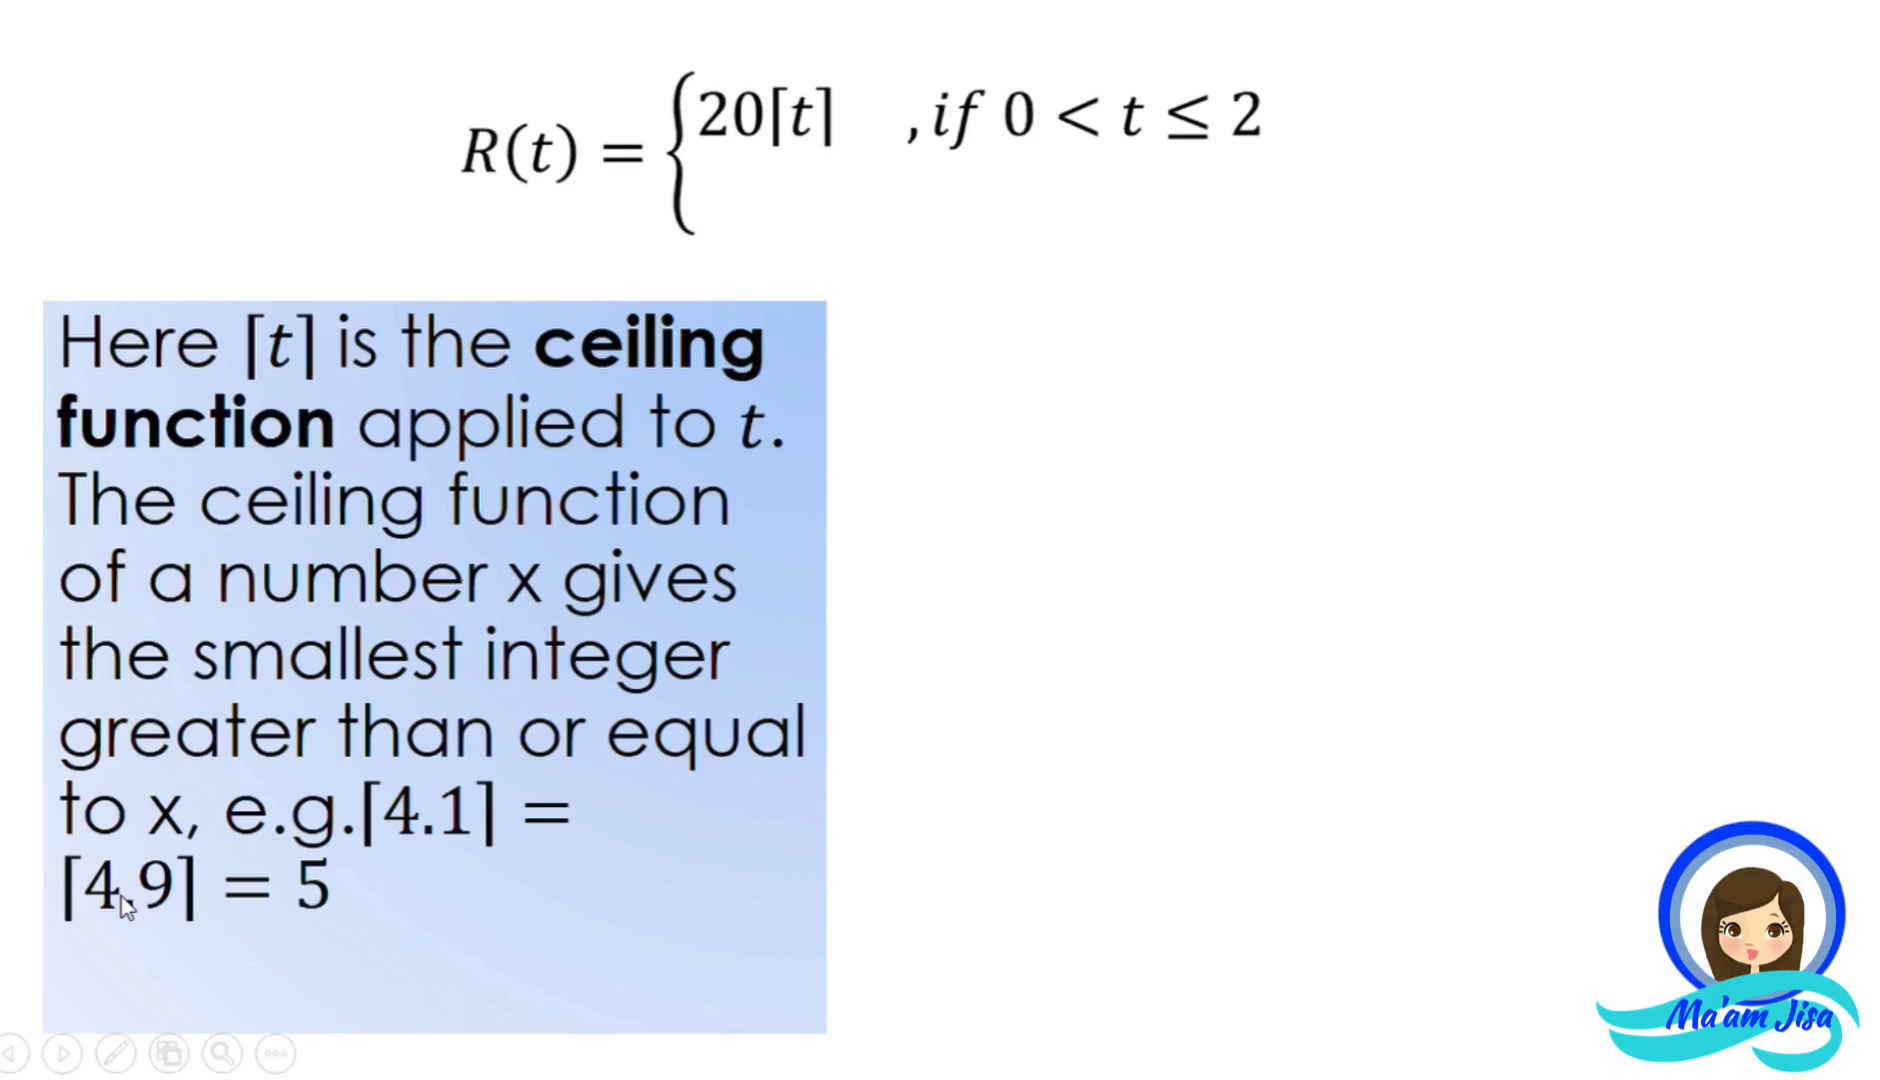 R(t) = {20⌈t⌉ , if 0 < t ≤ 2
Here ⌈t⌉ is the ceiling
function applied to t.
The ceiling function
of a number x gives
the smallest integer
greater than or equal
to x, e.g.⌈4.1⌉ =
⌈4.9⌉ = 5
Ma'am Jisa